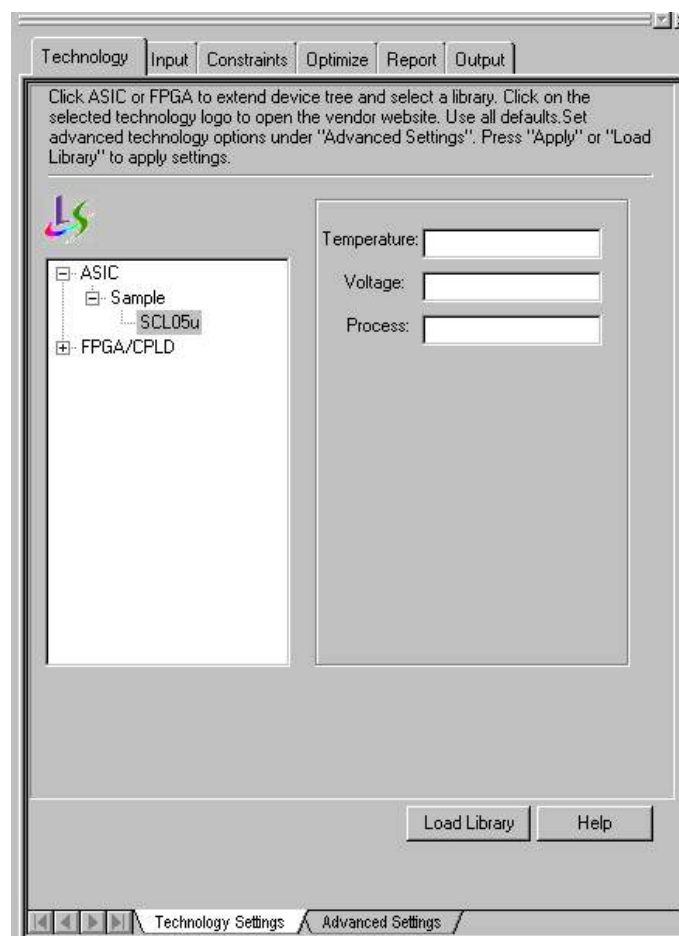 Technology Input Constraints Optimize Report Output
Click ASIC or FPGA to extend device tree and select a library. Click on the
selected technology logo to open the vendor website. Use all defaults.Set
advanced technology options under "Advanced Settings". Press "Apply" or "Load
Library" to apply settings.
LS
Temperature:
ASIC
Voltage:
Sample
SCL05u
Process:
FPGA/CPLD
Load Library Help
Technology Settings Advanced Settings